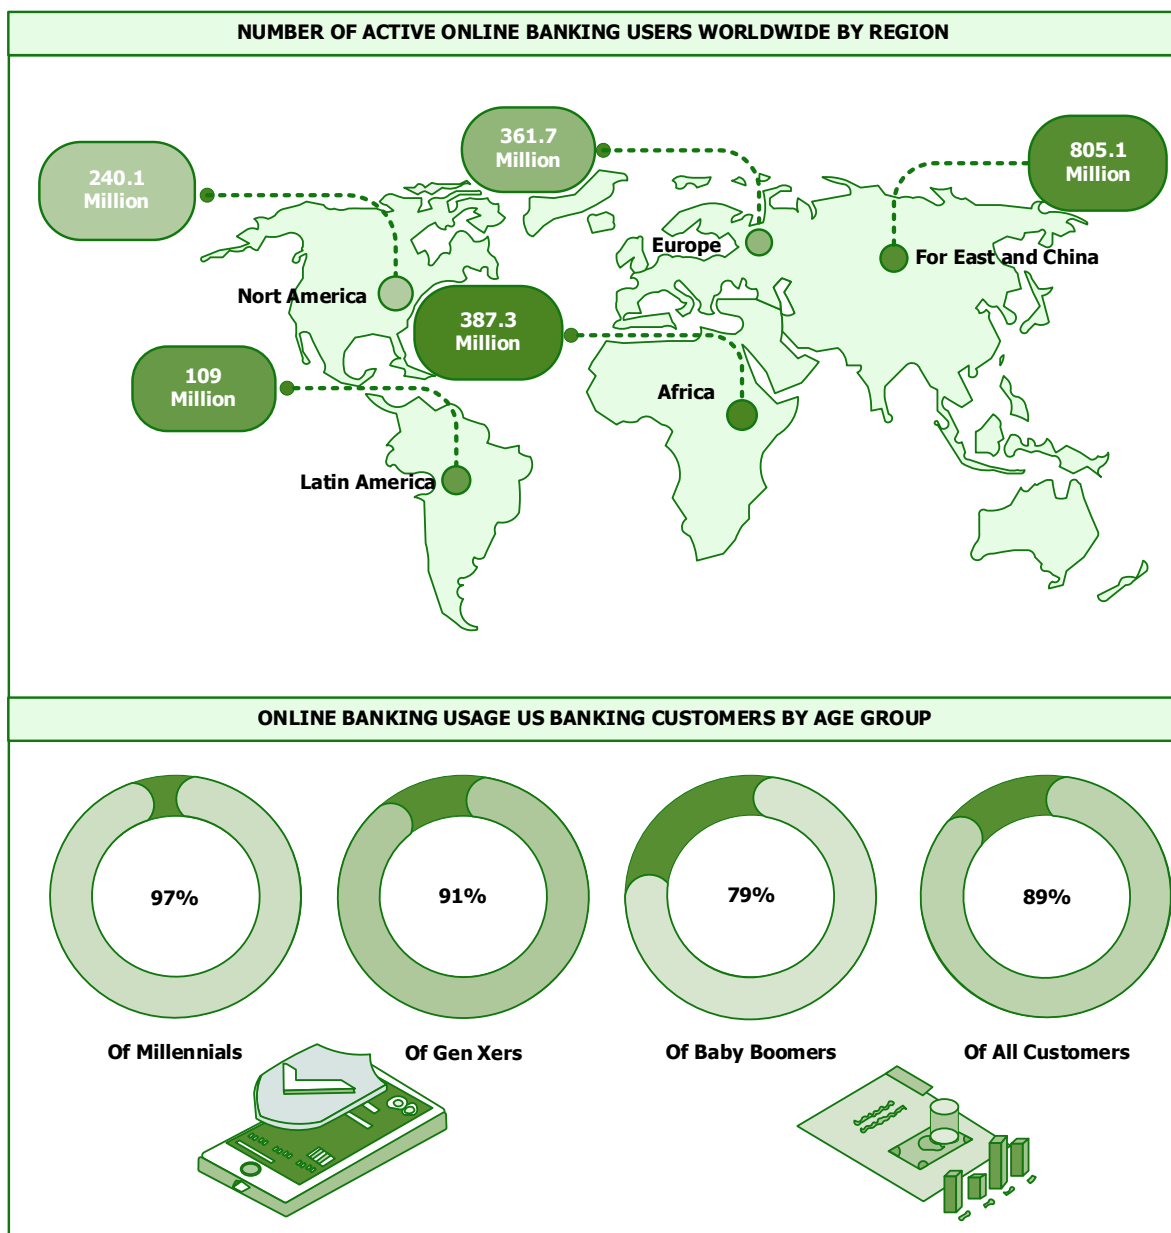 NUMBER OF ACTIVE ONLINE BANKING USERS WORLDWIDE BY REGION
361.7
Million
805.1
Million
240.1
Million
Europe
For East and China
Nort America
387.3
Million
109
Million
Africa
Latin America
ONLINE BANKING USAGE US BANKING CUSTOMERS BY AGE GROUP
97%
91%
79%
89%
Of Millennials
Of Gen Xers
Of Baby Boomers
Of All Customers